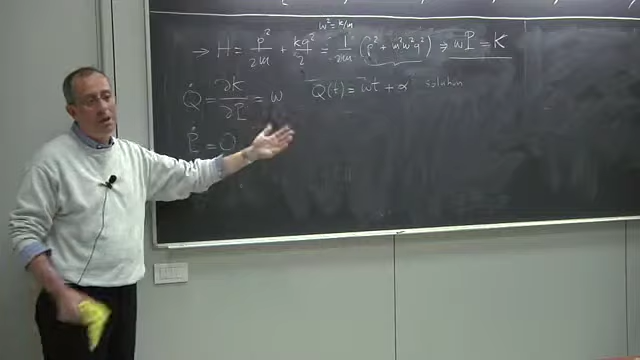 ω² = k/m
→ H = p²/2m + kq²/2 = 1/2m (p² + m²ω²q²) ⇒ ωP = K
Q̇ = ∂K/∂P = ω   Q(t) = ωt + α   solution
Ṗ = 0